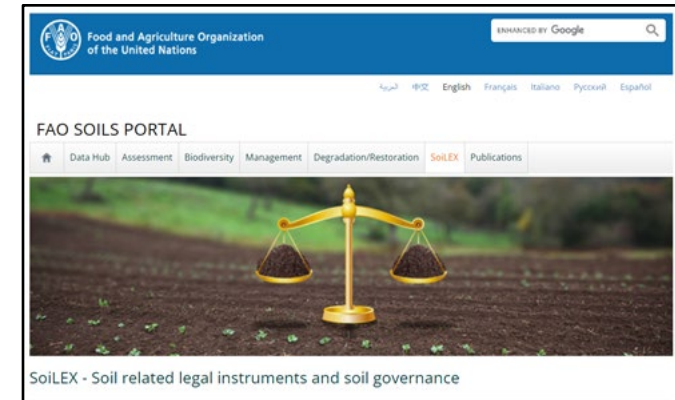 Food and Agriculture Organization
of the United Nations
ENHANCED BY Google
العربية 中文 English Français Italiano Русский Español
FAO SOILS PORTAL
Data Hub Assessment Biodiversity Management Degradation/Restoration SoiLEX Publications
SoiLEX - Soil related legal instruments and soil governance